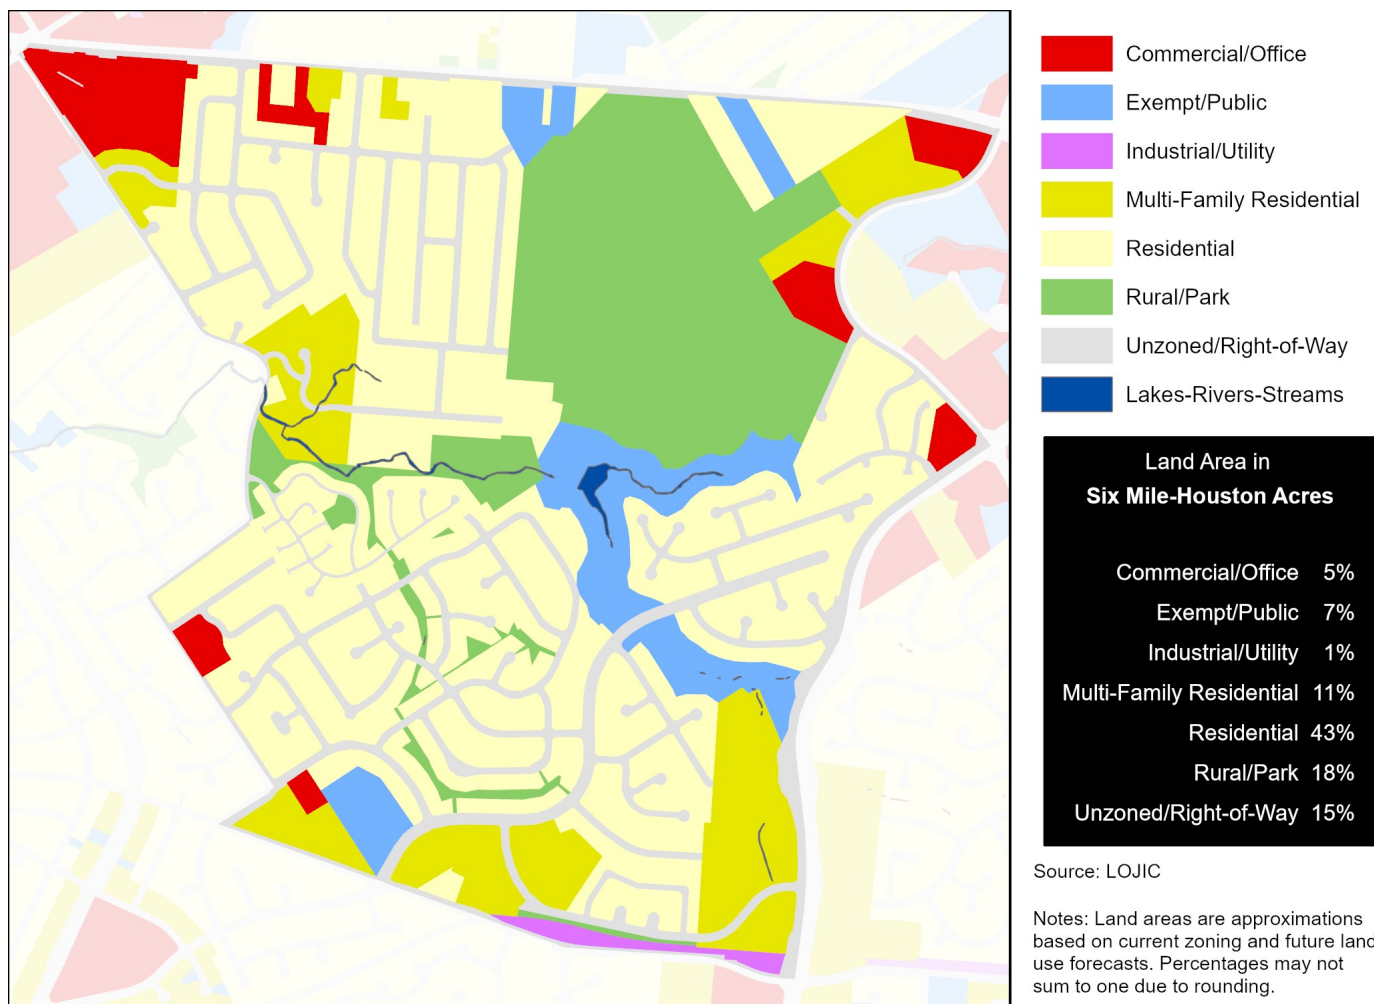 Commercial/Office
Exempt/Public
Industrial/Utility
Multi-Family Residential
Residential
Rural/Park
Unzoned/Right-of-Way
Lakes-Rivers-Streams
Land Area in
Six Mile-Houston Acres
Commercial/Office 5%
Exempt/Public 7%
Industrial/Utility 1%
Multi-Family Residential 11%
Residential 43%
Rural/Park 18%
Unzoned/Right-of-Way 15%
Source: LOJIC
Notes: Land areas are approximations
based on current zoning and future land
use forecasts. Percentages may not
sum to one due to rounding.